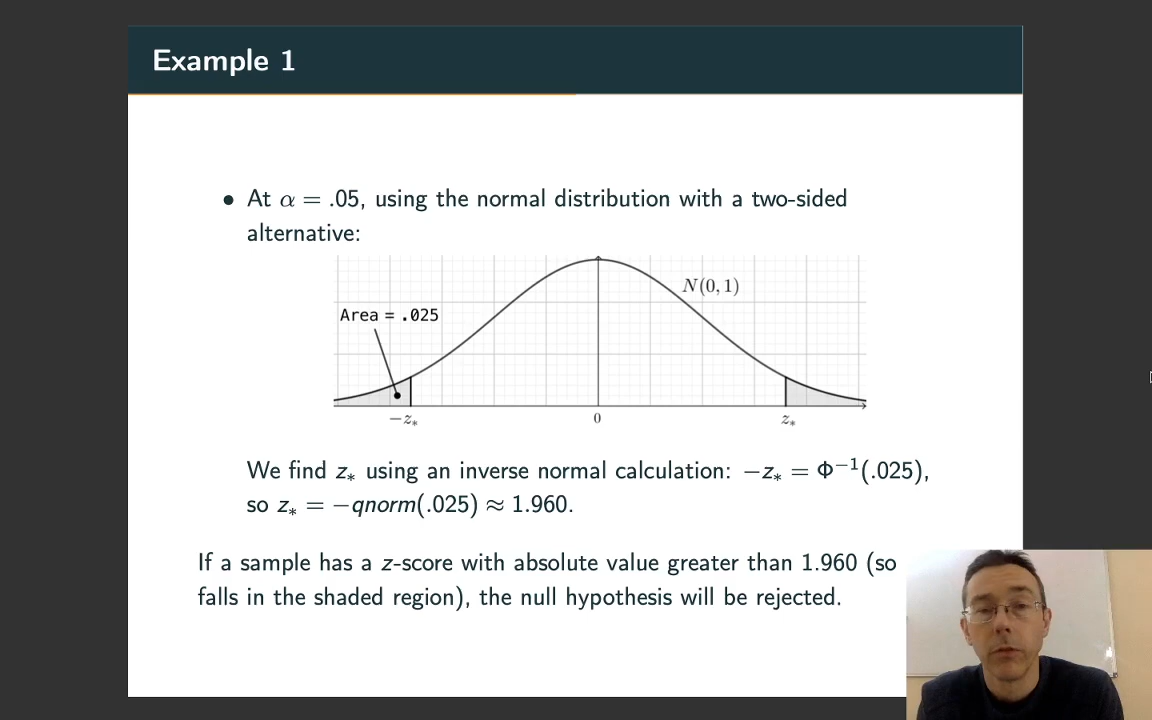 Example 1
• At α = .05, using the normal distribution with a two-sided
alternative:
N(0, 1)
Area = .025
−z∗
0
z∗
We find z∗ using an inverse normal calculation: −z∗ = Φ⁻¹(.025),
so z∗ = −qnorm(.025) ≈ 1.960.
If a sample has a z-score with absolute value greater than 1.960 (so
falls in the shaded region), the null hypothesis will be rejected.